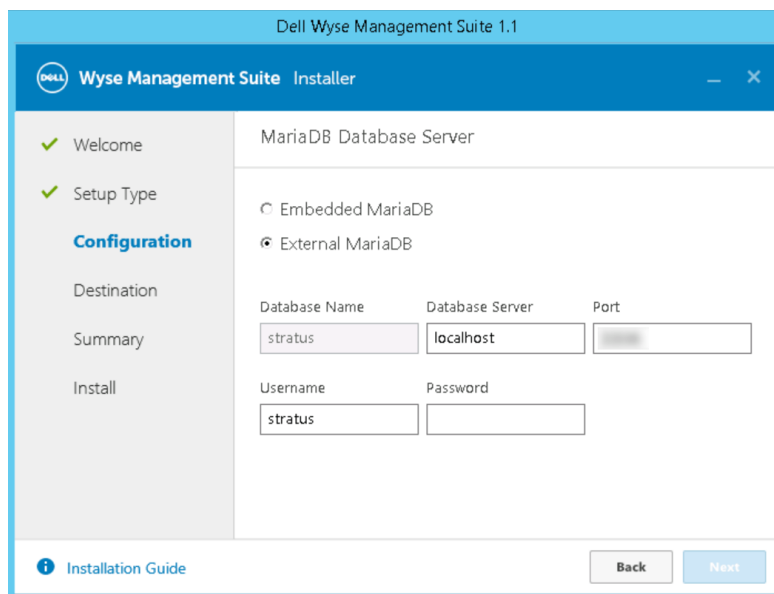 Dell Wyse Management Suite 1.1
DELL Wyse Management Suite Installer
Welcome
Setup Type
Configuration
Destination
Summary
Install
MariaDB Database Server
Embedded MariaDB
External MariaDB
Database Name Database Server Port
stratus localhost
Username Password
stratus
Installation Guide Back Next